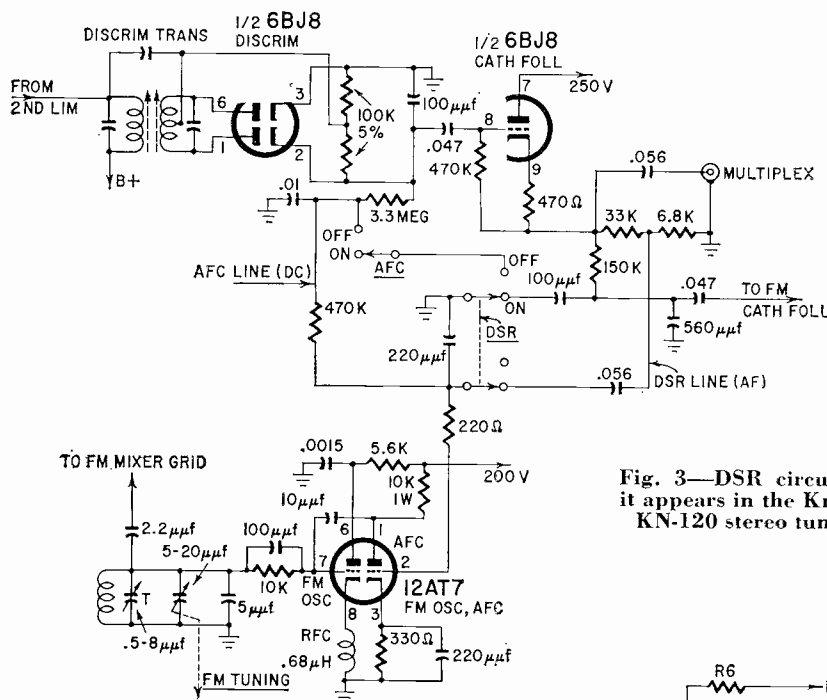 1/2 6BJ8
DISCRIM
DISCRIM TRANS
1/2 6BJ8
CATH FOLL
FROM
2ND LIM
6
3
7
250 V
100K
5%
100μμf
8
.047
1
2
470K
9
.056
MULTIPLEX
B+
.01
470Ω
33K
6.8K
3.3 MEG
OFF
ON
AFC
OFF
100μμf
150K
.047
TO FM
CATH FOLL
AFC LINE (DC)
ON
470K
DSR
560μμf
220μμf
.056
DSR LINE (AF)
220Ω
.0015
5.6K
TO FM MIXER GRID
10K
1W
200 V
10μμf
2.2μμf
100μμf
6
1
AFC
5-20μμf
7
2
T
10K
FM
OSC
12AT7
FM OSC, AFC
5μμf
8
3
.5-8μμf
RFC
330Ω
.68μH
220μμf
FM TUNING
Fig. 3—DSR circu
it appears in the Kn
KN-120 stereo tun
R6